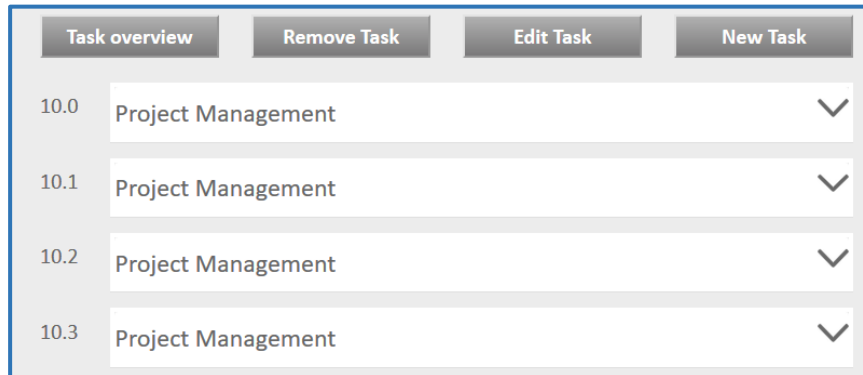 Task overview Remove Task Edit Task New Task
10.0 Project Management
10.1 Project Management
10.2 Project Management
10.3 Project Management